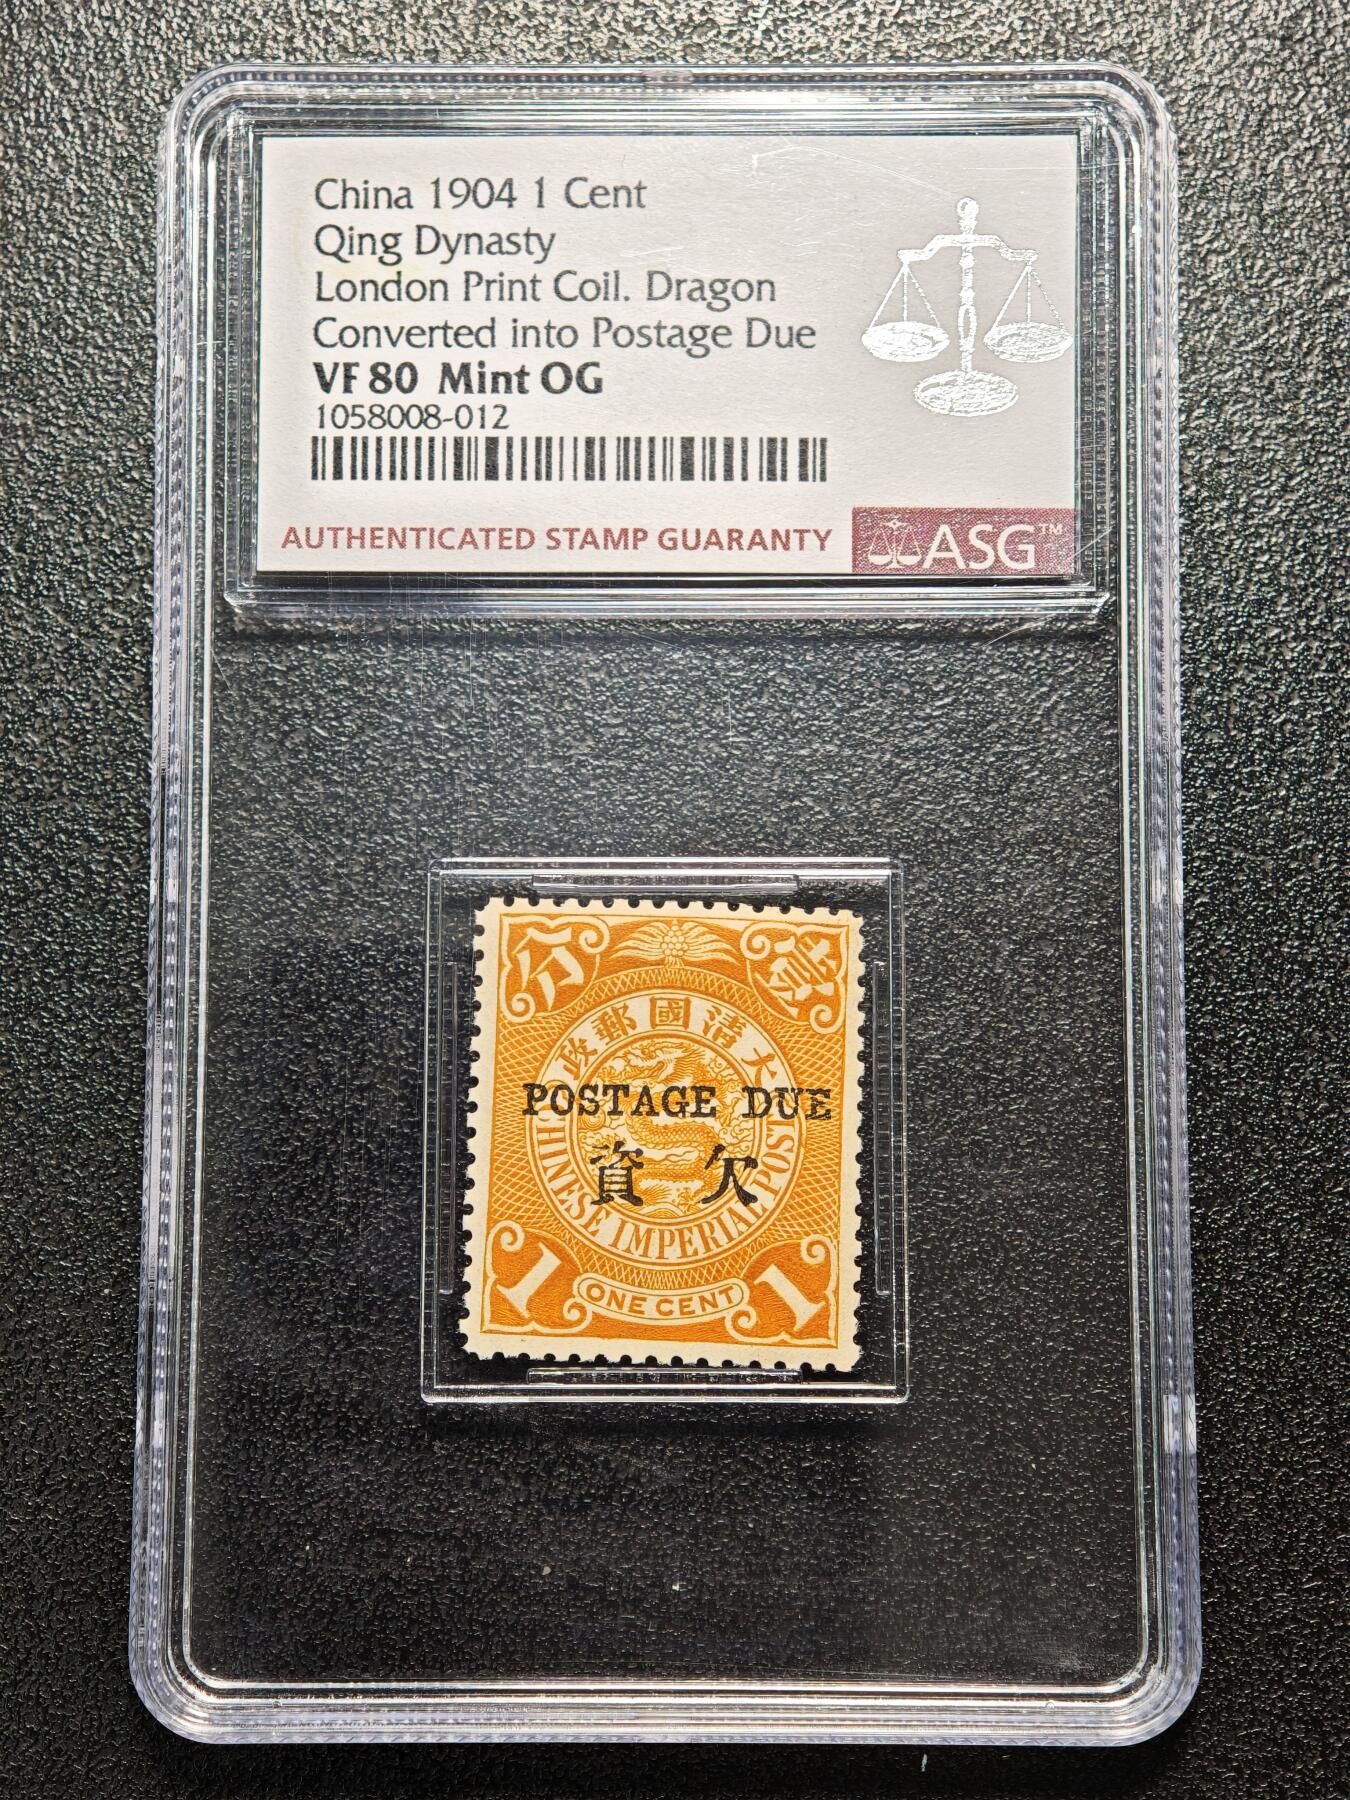 China 1904 1 Cent
Qing Dynasty
London Print Coil. Dragon
Converted into Postage Due
VF 80 Mint OG
1058008-012
AUTHENTICATED STAMP GUARANTY
ASG™
分 壹
大清國郵政
POSTAGE DUE
資 欠
CHINESE IMPERIAL POST
1 ONE CENT 1